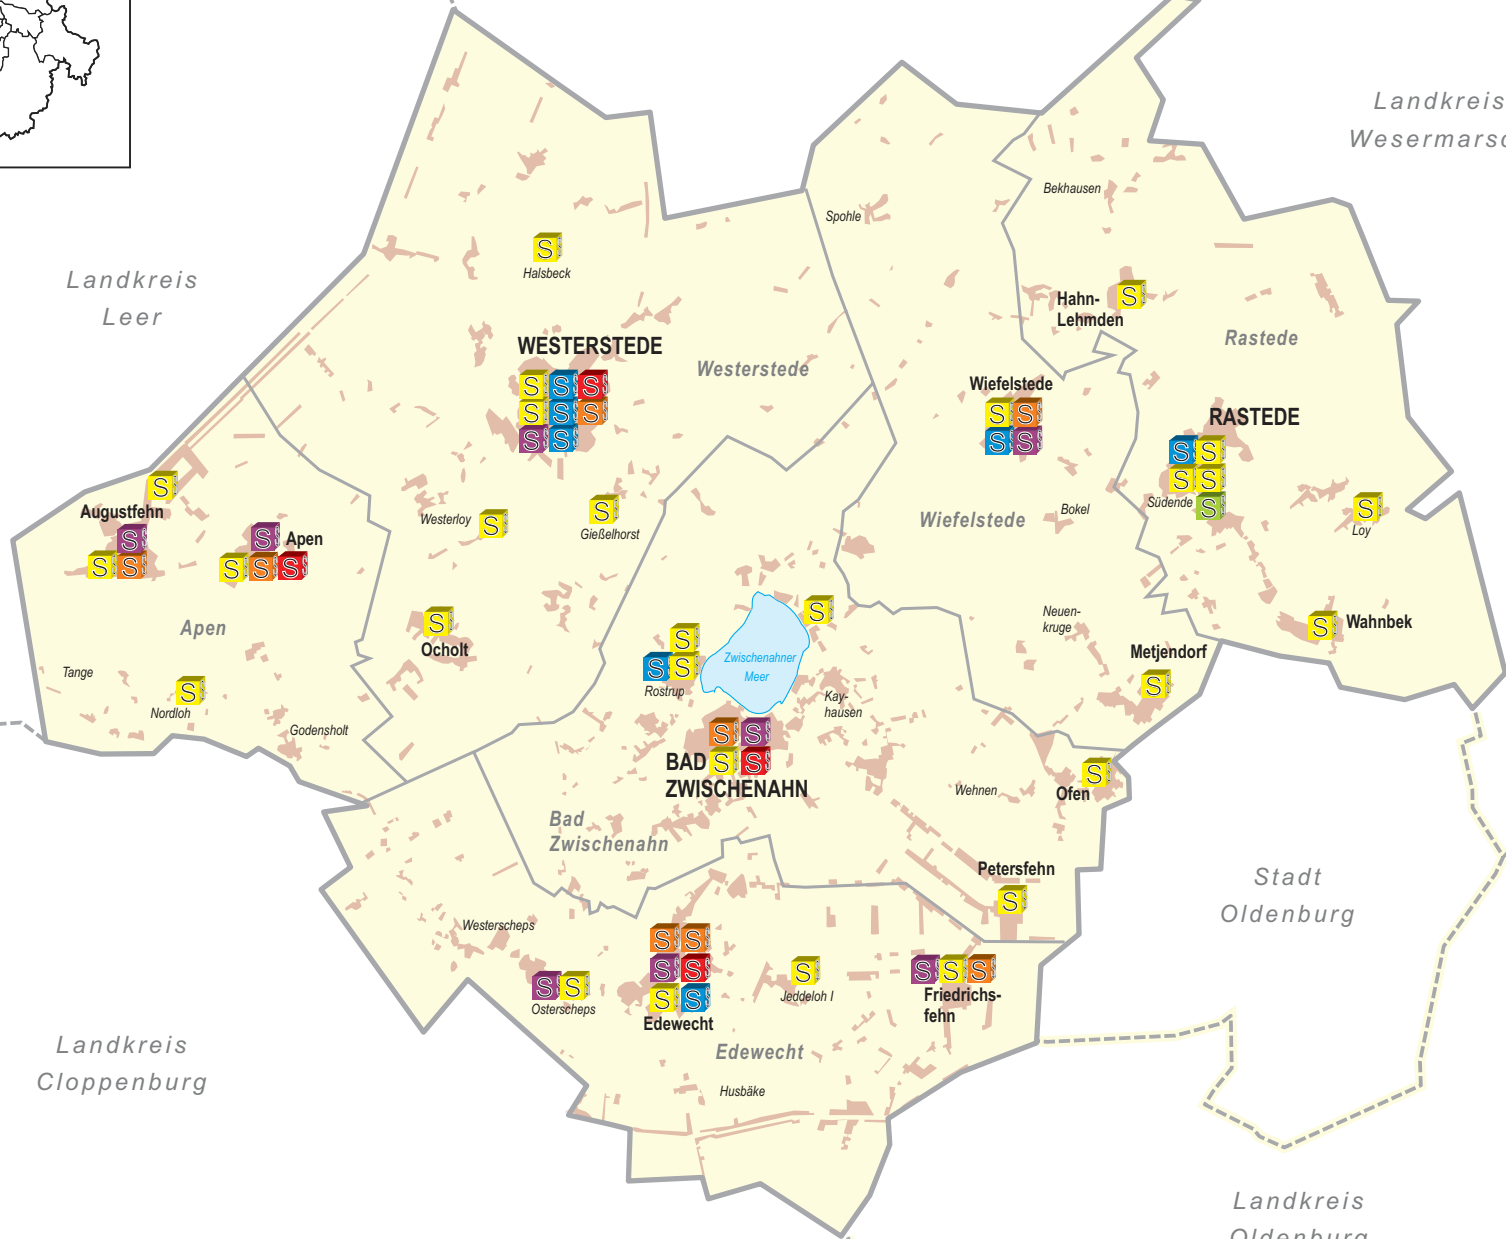 Landkreis
Wesermarsc
Bekhausen
Spohle
Landkreis
Leer
Halsbeck
Hahn-
Lehmden
Rastede
WESTERSTEDE
Westerstede
Wiefelstede
RASTEDE
S S S
S S S
S S
S S
S S
S S
S S
S
S
Südende
S
Loy
S
Augustfehn
S
S S
S
Apen
S S S
Westerloy
S
S
Gießelhorst
Wiefelstede
Bokel
Apen
S
Ocholt
S
S
S S
Rostrup
Zwischenahner
Meer
Neuen-
kruge
S
Wahnbek
Metjendorf
S
Tange
S
Nordloh
Godensholt
Kay-
hausen
S S
BAD
S S
ZWISCHENAHN
Wehnen
S
Ofen
Bad
Zwischenahn
Petersfehn
S
Stadt
Oldenburg
Westerscheps
S S
Osterscheps
S S
S S
S S
Edewecht
S
Jeddeloh I
S S S
Friedrichs-
fehn
Edewecht
Husbäke
Landkreis
Cloppenburg
Landkreis
Oldenburg